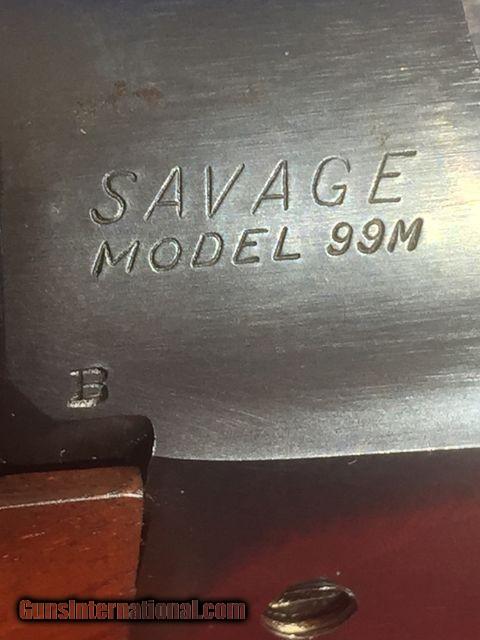 SAVAGE
MODEL 99M
B
GunsInternational.com